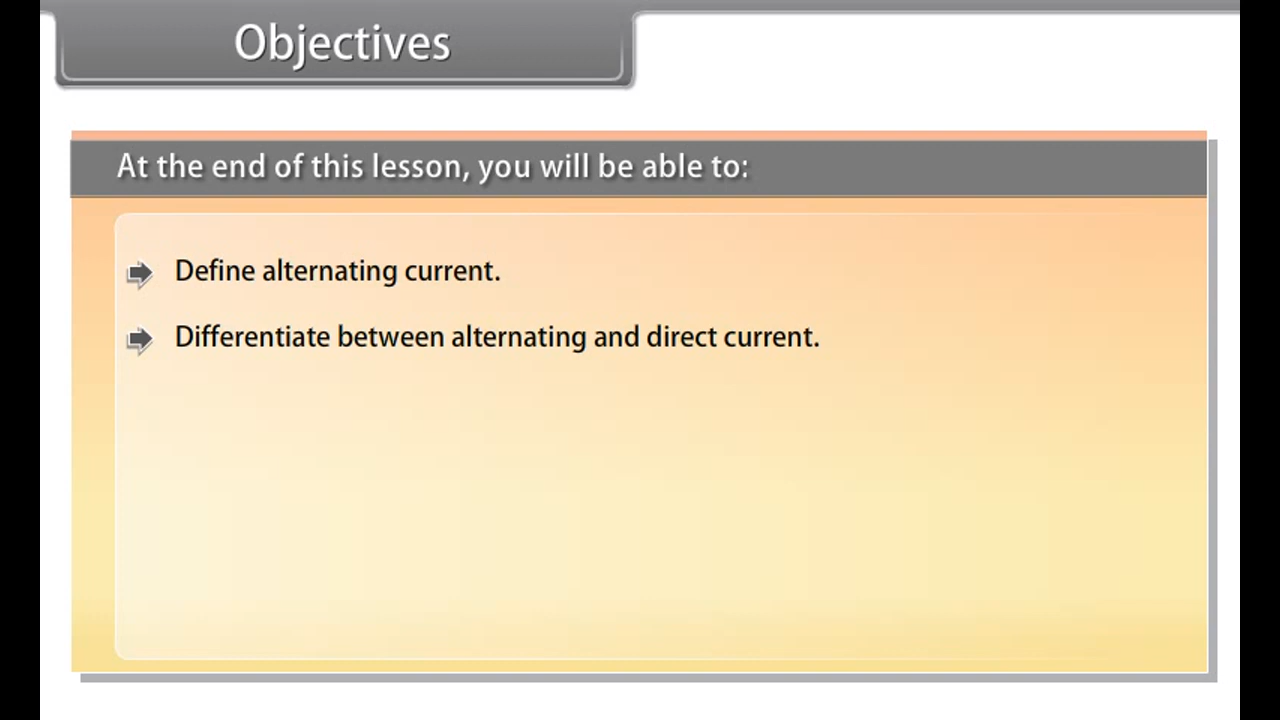 Objectives
At the end of this lesson, you will be able to:
Define alternating current.
Differentiate between alternating and direct current.